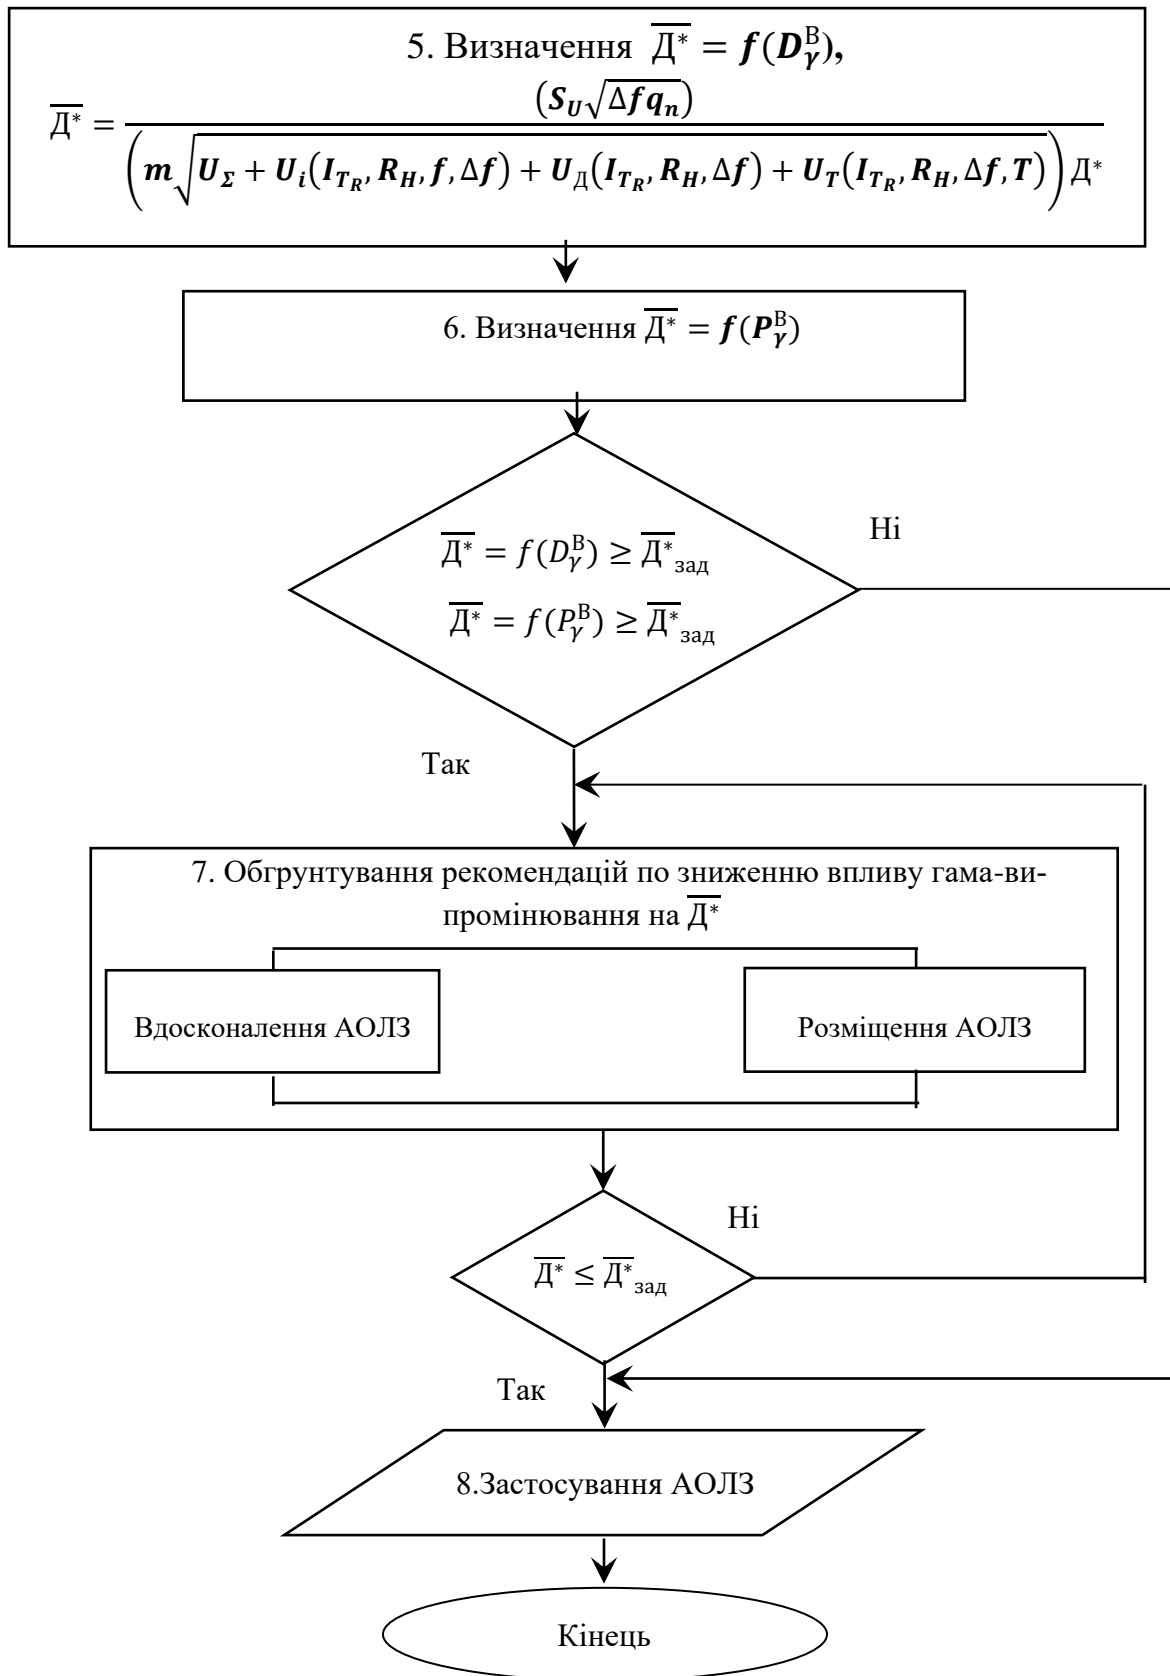 5. Визначення Д̅*̅ = f(D_γ^В),
Д̅*̅ = (S_U√(Δfq_n)) / (m√(U_Σ + U_i(I_{T_R}, R_H, f, Δf) + U_Д(I_{T_R}, R_H, Δf) + U_T(I_{T_R}, R_H, Δf, T))) Д*
6. Визначення Д̅*̅ = f(P_γ^В)
Д̅*̅ = f(D_γ^В) ≥ Д̅*̅_зад
Ні
Д̅*̅ = f(P_γ^В) ≥ Д̅*̅_зад
Так
7. Обгрунтування рекомендацій по зниженню впливу гама-ви-
промінювання на Д̅*̅
Вдосконалення АОЛЗ
Розміщення АОЛЗ
Ні
Д̅*̅ ≤ Д̅*̅_зад
Так
8.Застосування АОЛЗ
Кінець